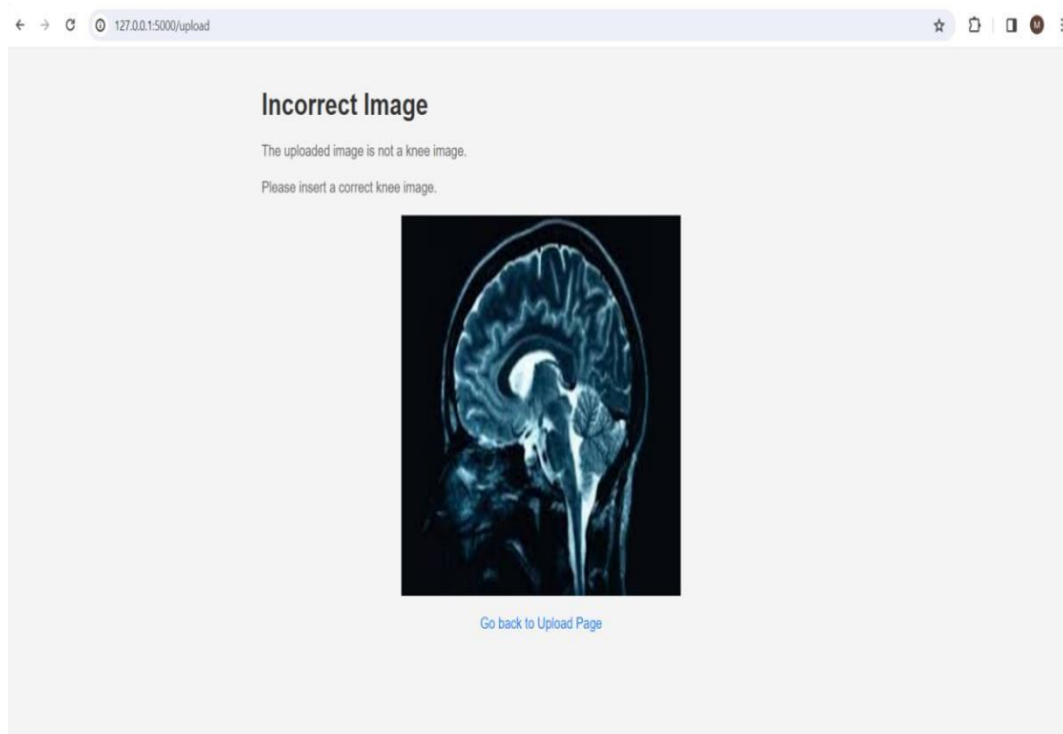 127.0.0.1:5000/upload
M
Incorrect Image
The uploaded image is not a knee image.
Please insert a correct knee image.
Go back to Upload Page